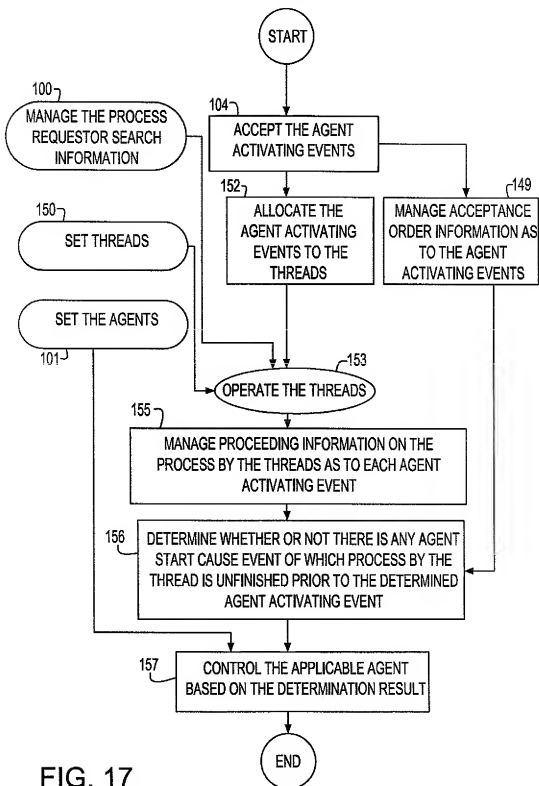 START
100
MANAGE THE PROCESS
REQUESTOR SEARCH
INFORMATION
104
ACCEPT THE AGENT
ACTIVATING EVENTS
150
SET THREADS
152
ALLOCATE THE
AGENT ACTIVATING
EVENTS TO THE
THREADS
149
MANAGE ACCEPTANCE
ORDER INFORMATION AS
TO THE AGENT
ACTIVATING EVENTS
SET THE AGENTS
101
153
OPERATE THE THREADS
155
MANAGE PROCEEDING INFORMATION ON THE
PROCESS BY THE THREADS AS TO EACH AGENT
ACTIVATING EVENT
156
DETERMINE WHETHER OR NOT THERE IS ANY AGENT
START CAUSE EVENT OF WHICH PROCESS BY THE
THREAD IS UNFINISHED PRIOR TO THE DETERMINED
AGENT ACTIVATING EVENT
157
CONTROL THE APPLICABLE AGENT
BASED ON THE DETERMINATION RESULT
END
FIG. 17